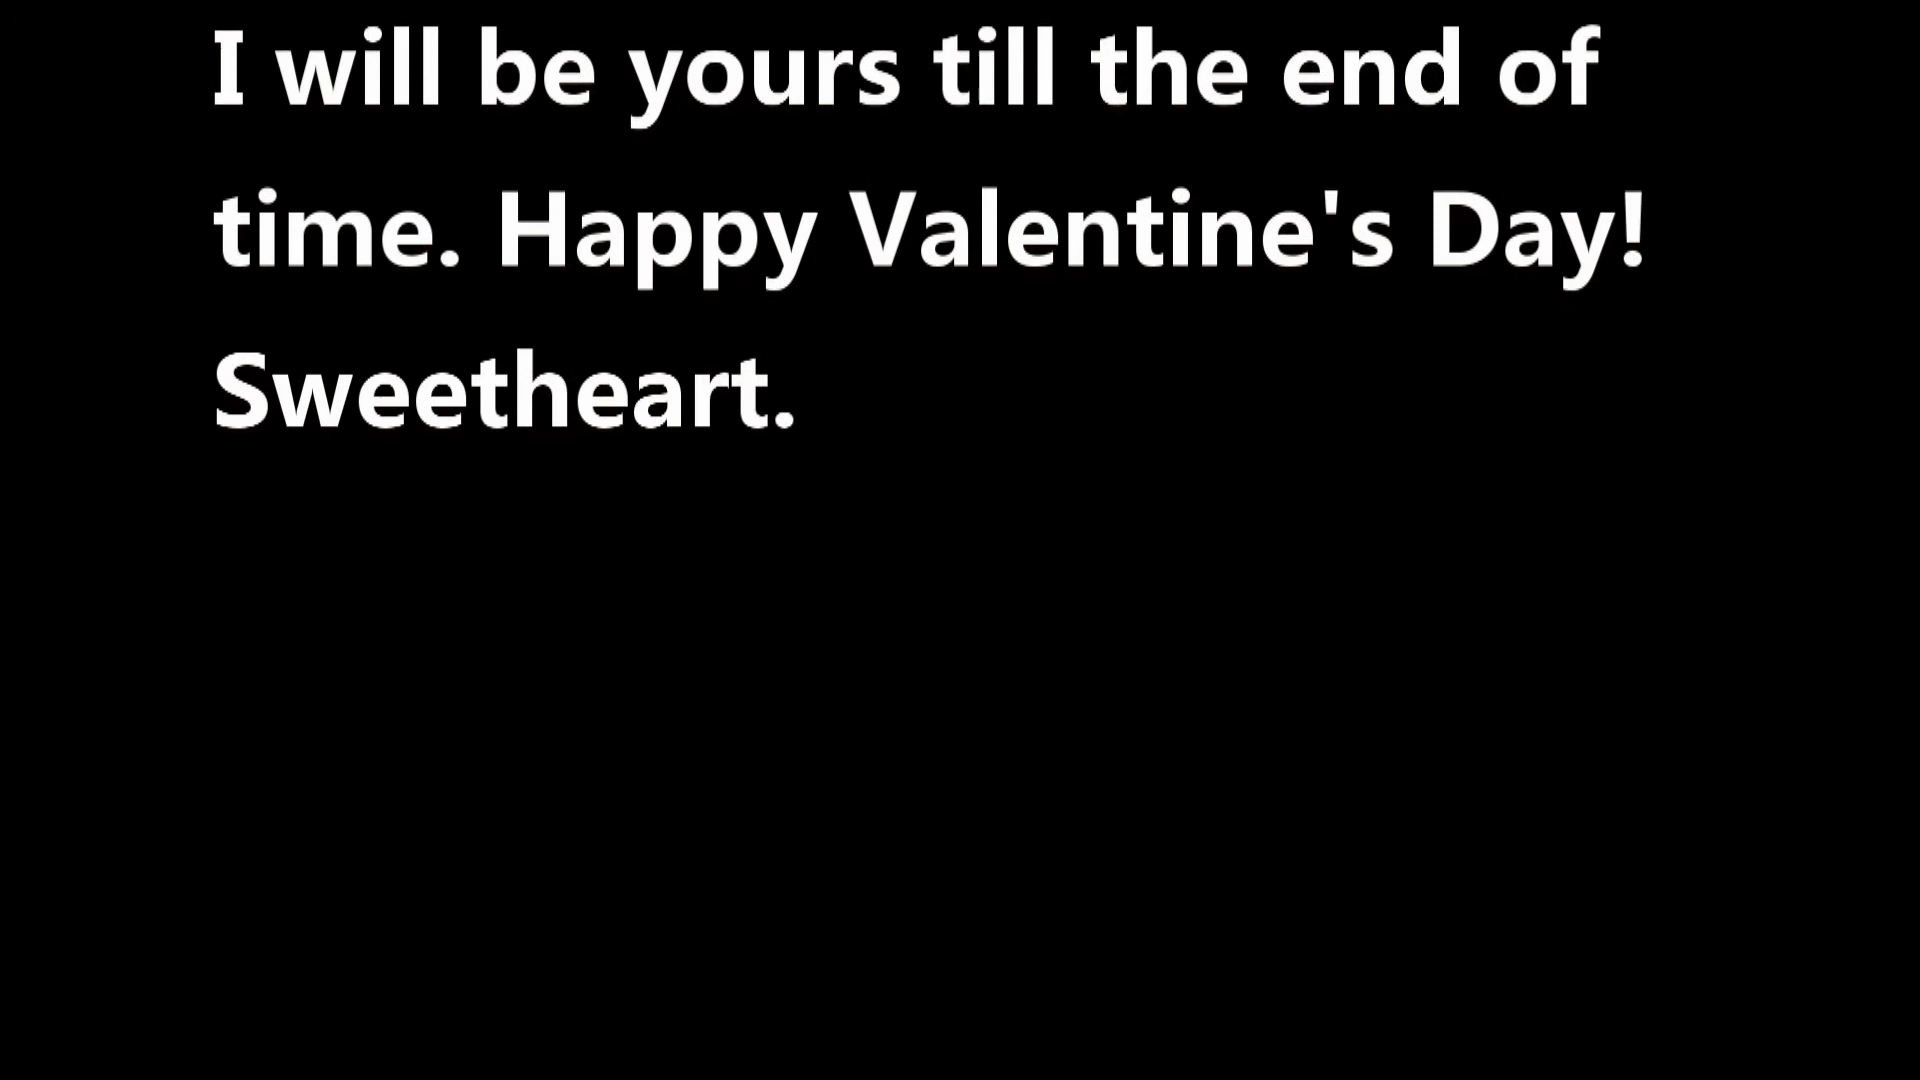 I will be yours till the end of
time. Happy Valentine's Day!
Sweetheart.